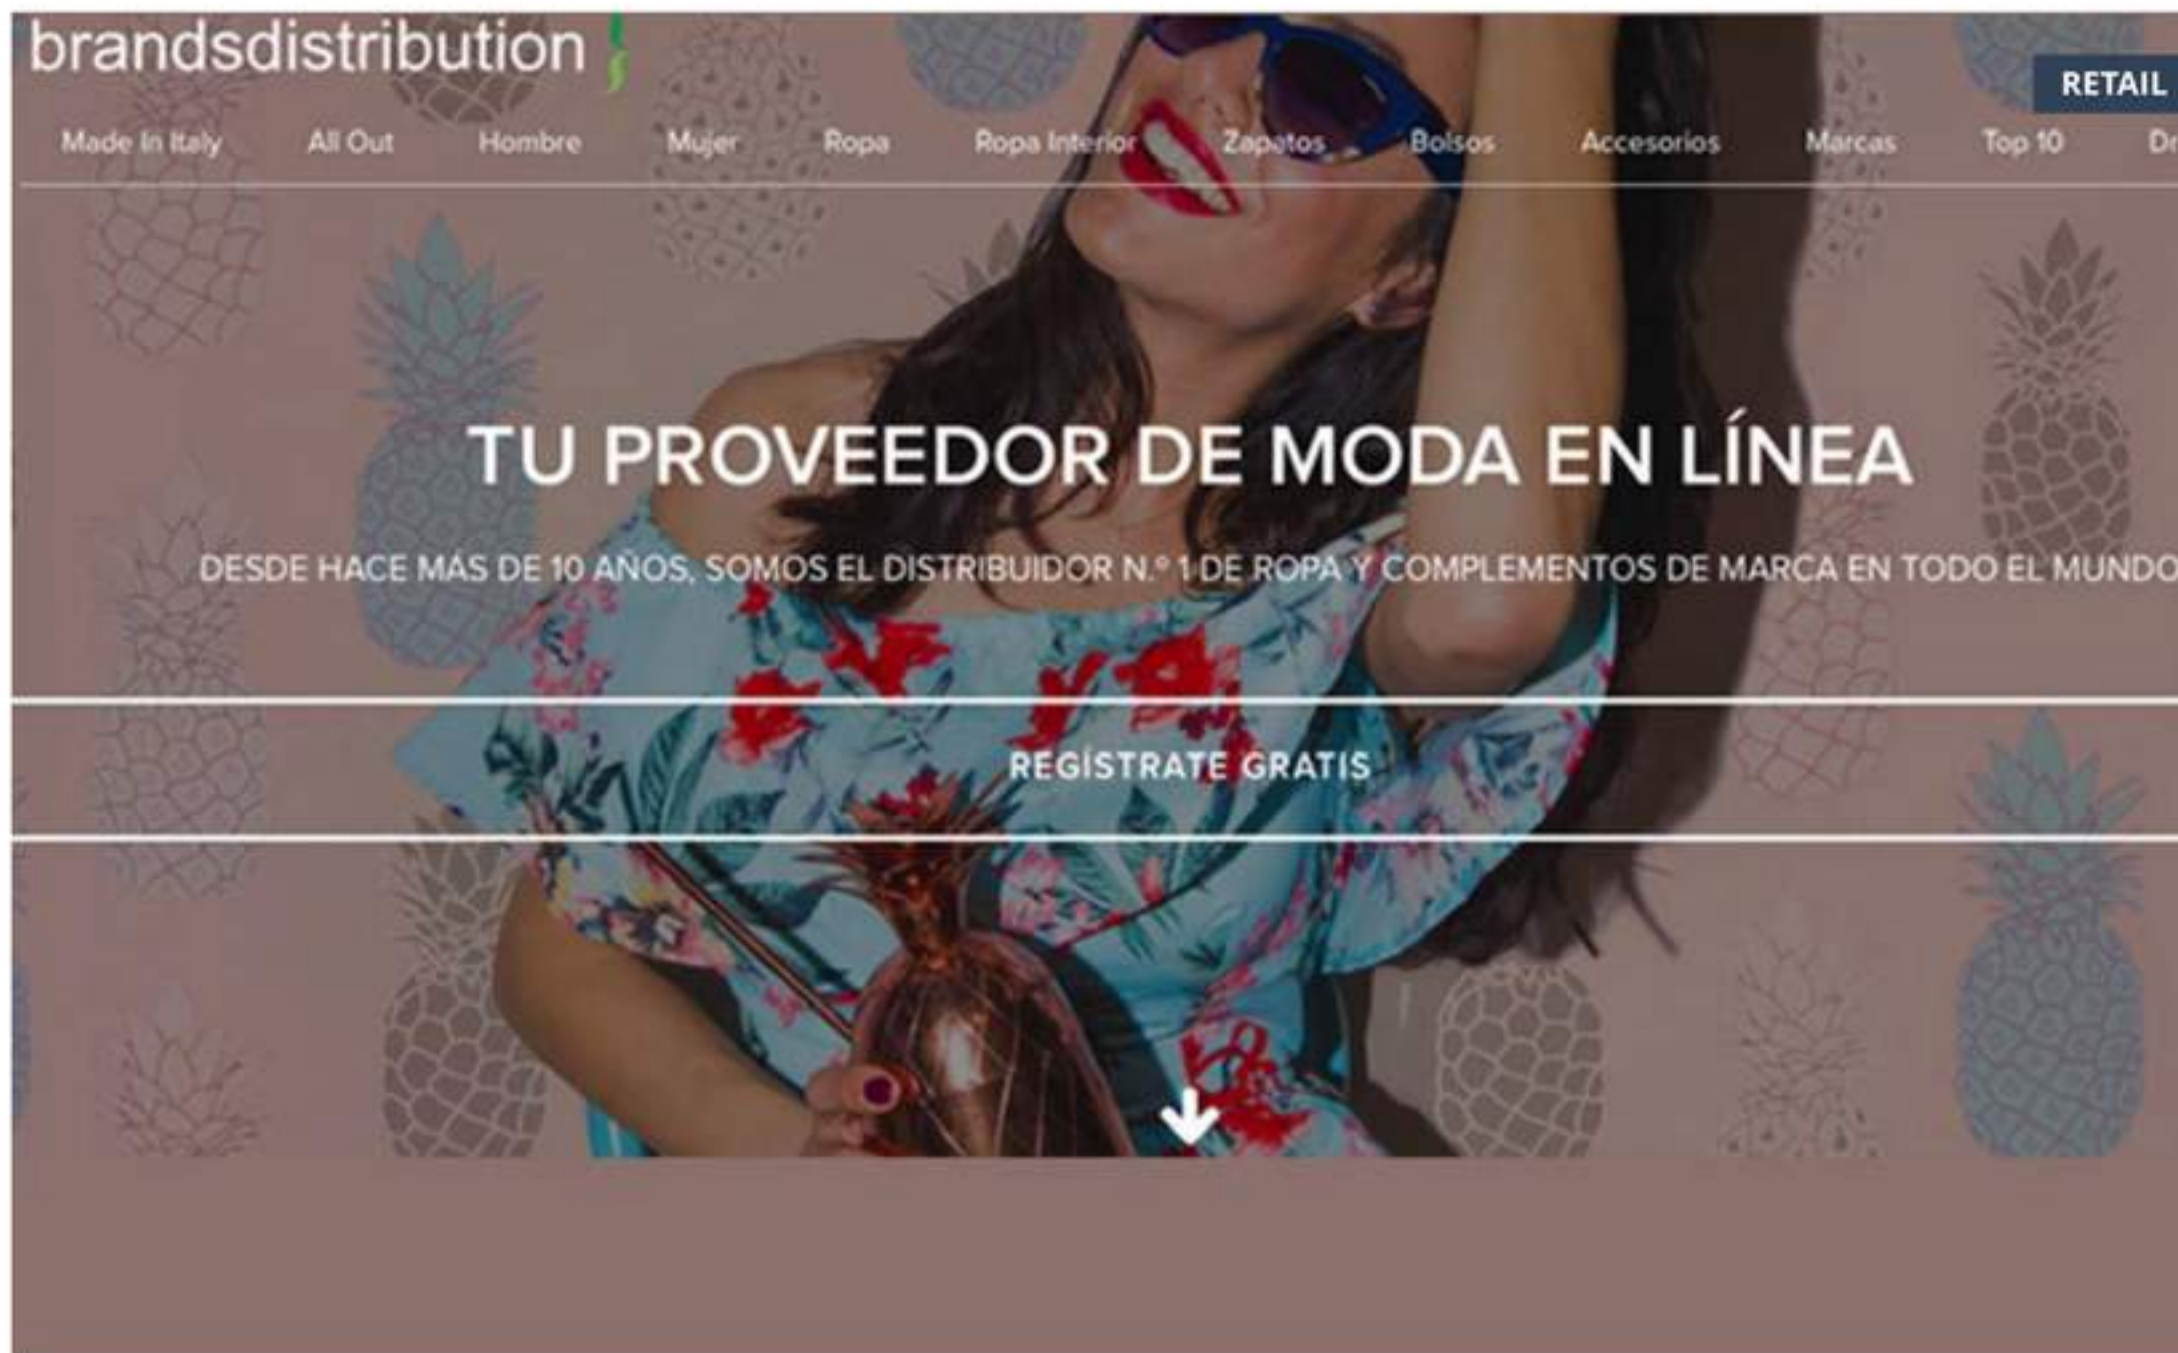 brandsdistribution
RETAIL
Made In Italy All Out Hombre Mujer Ropa Ropa Interior Zapatos Bolsos Accesorios Marcas Top 10
TU PROVEEDOR DE MODA EN LÍNEA
DESDE HACE MÁS DE 10 AÑOS, SOMOS EL DISTRIBUIDOR N.º 1 DE ROPA Y COMPLEMENTOS DE MARCA EN TODO EL MUNDO
REGÍSTRATE GRATIS